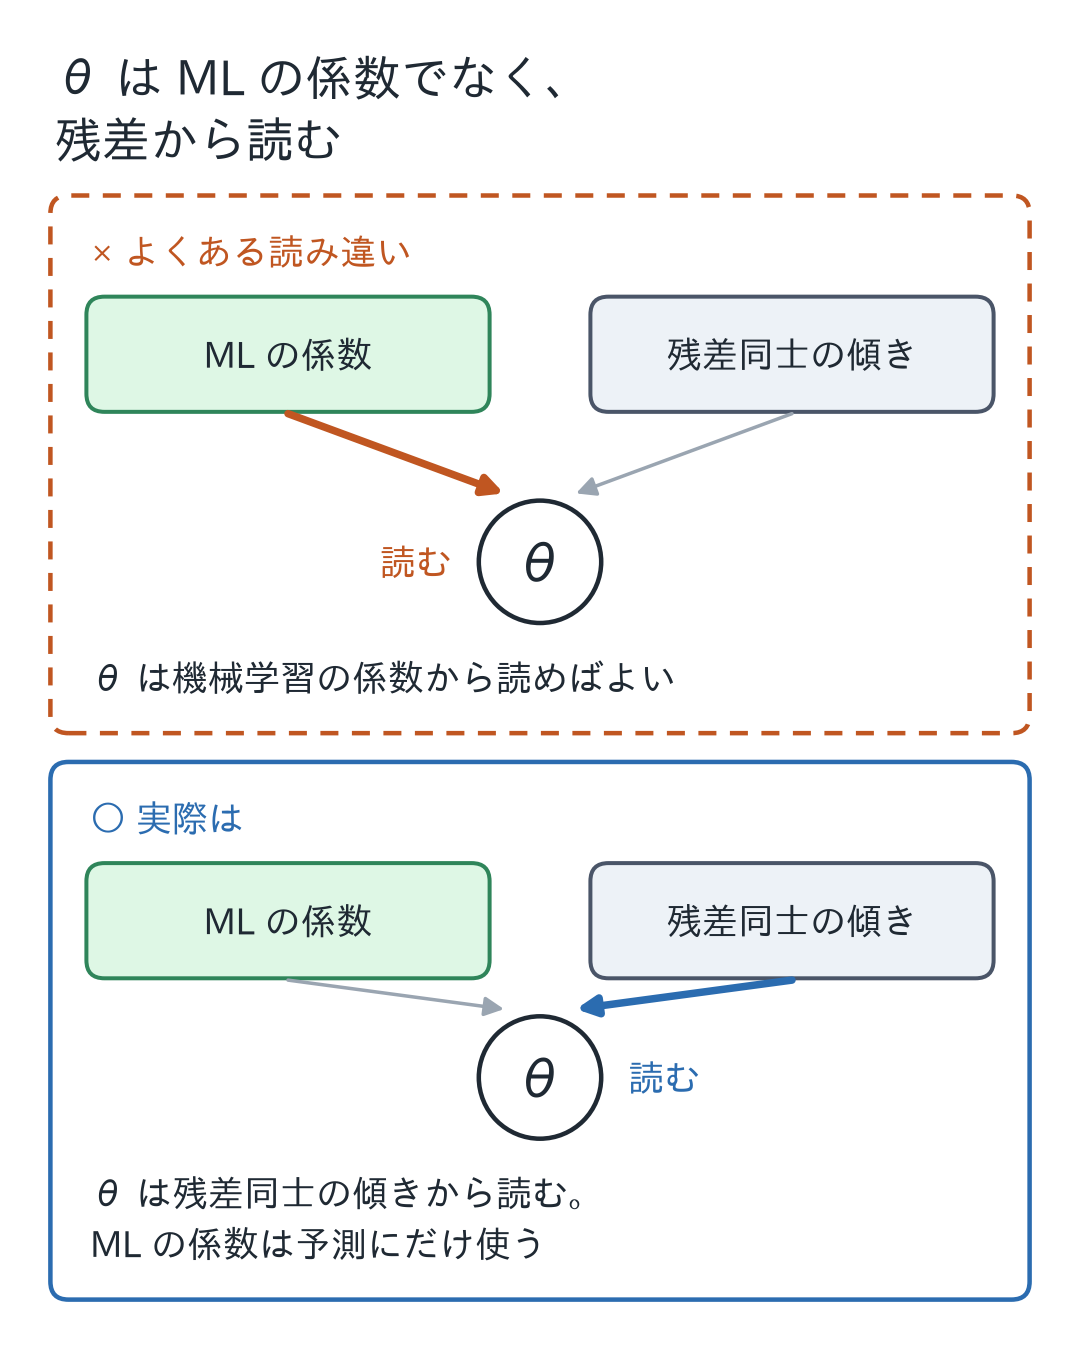 θ は ML の係数でなく、
残差から読む
× よくある読み違い
ML の係数
残差同士の傾き
θ
読む
θ は機械学習の係数から読めばよい
○ 実際は
ML の係数
残差同士の傾き
θ
読む
θ は残差同士の傾きから読む。
ML の係数は予測にだけ使う